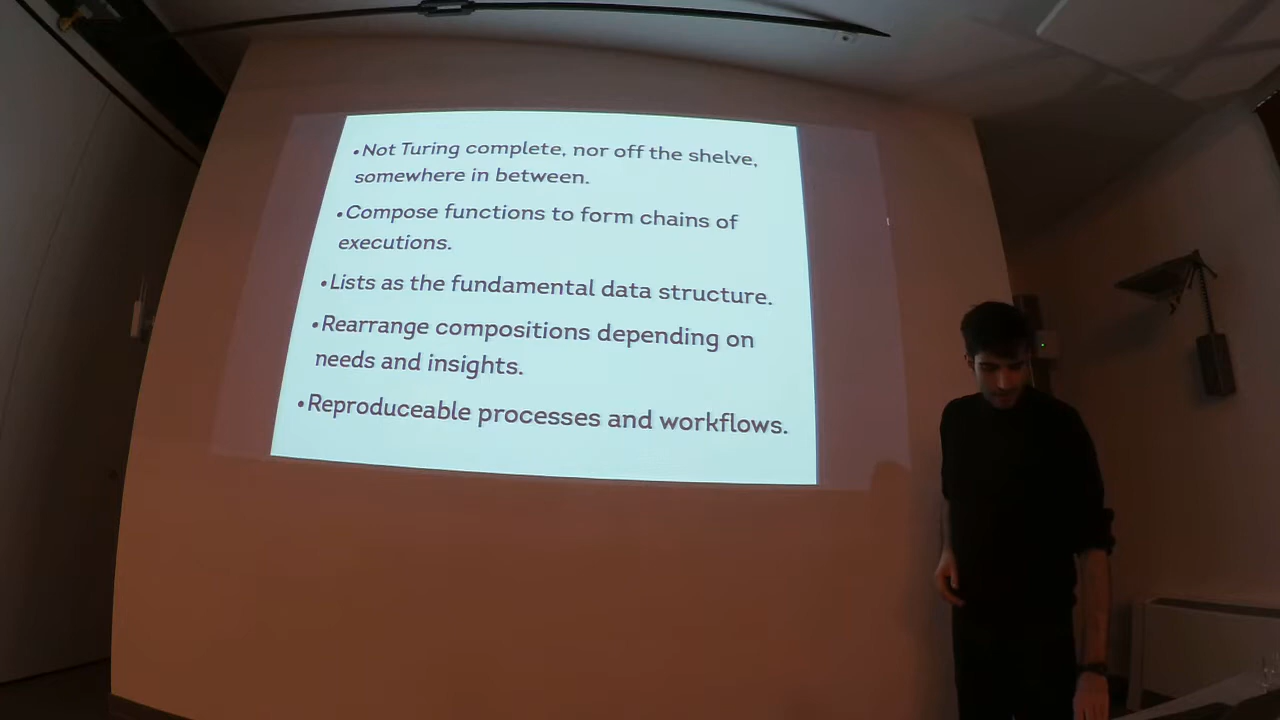 •Not Turing complete, nor off the shelve,
somewhere in between.
•Compose functions to form chains of
executions.
•Lists as the fundamental data structure.
•Rearrange compositions depending on
needs and insights.
•Reproduceable processes and workflows.